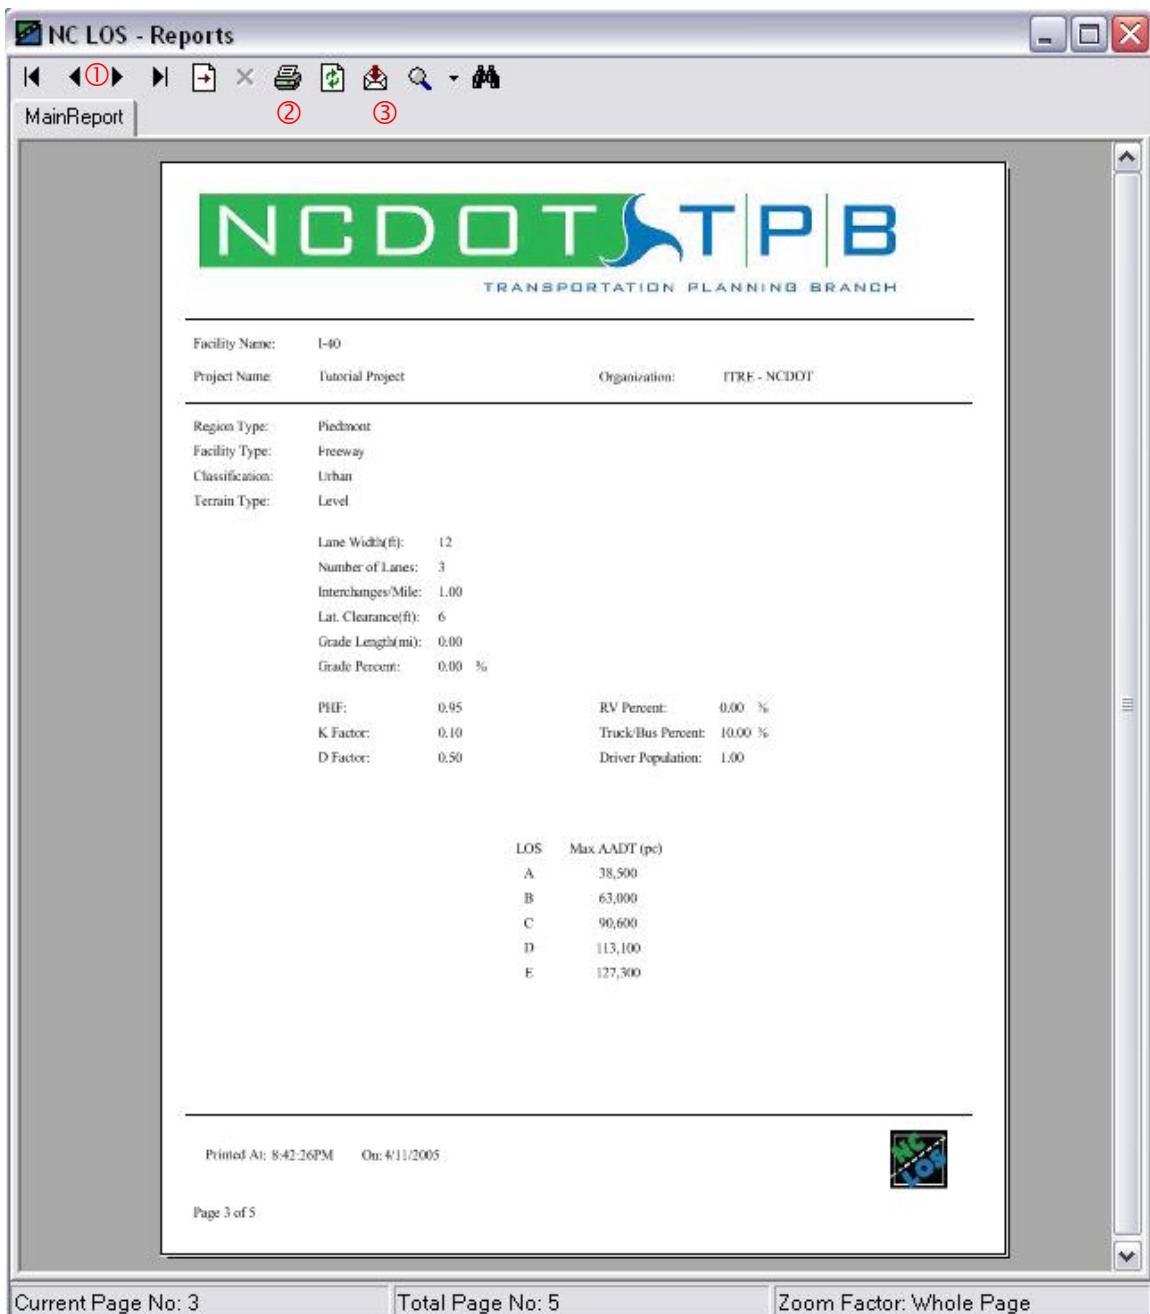 NC LOS - Reports
①
② ③
MainReport
NCDOT TPB
TRANSPORTATION PLANNING BRANCH
Facility Name: I-40
Project Name: Tutorial Project Organization: ITRE - NCDOT
Region Type: Piedmont
Facility Type: Freeway
Classification: Urban
Terrain Type: Level
Lane Width(ft): 12
Number of Lanes: 3
Interchanges/Mile: 1.00
Lat. Clearance(ft): 6
Grade Length(mi): 0.00
Grade Percent: 0.00 %
PHF: 0.95 RV Percent: 0.00 %
K Factor: 0.10 Truck/Bus Percent: 10.00 %
D Factor: 0.50 Driver Population: 1.00
LOS Max AADT (pc)
A 38,500
B 63,000
C 90,600
D 113,100
E 127,300
Printed At: 8:42:26PM On: 4/11/2005
NC LOS
Page 3 of 5
Current Page No: 3 Total Page No: 5 Zoom Factor: Whole Page